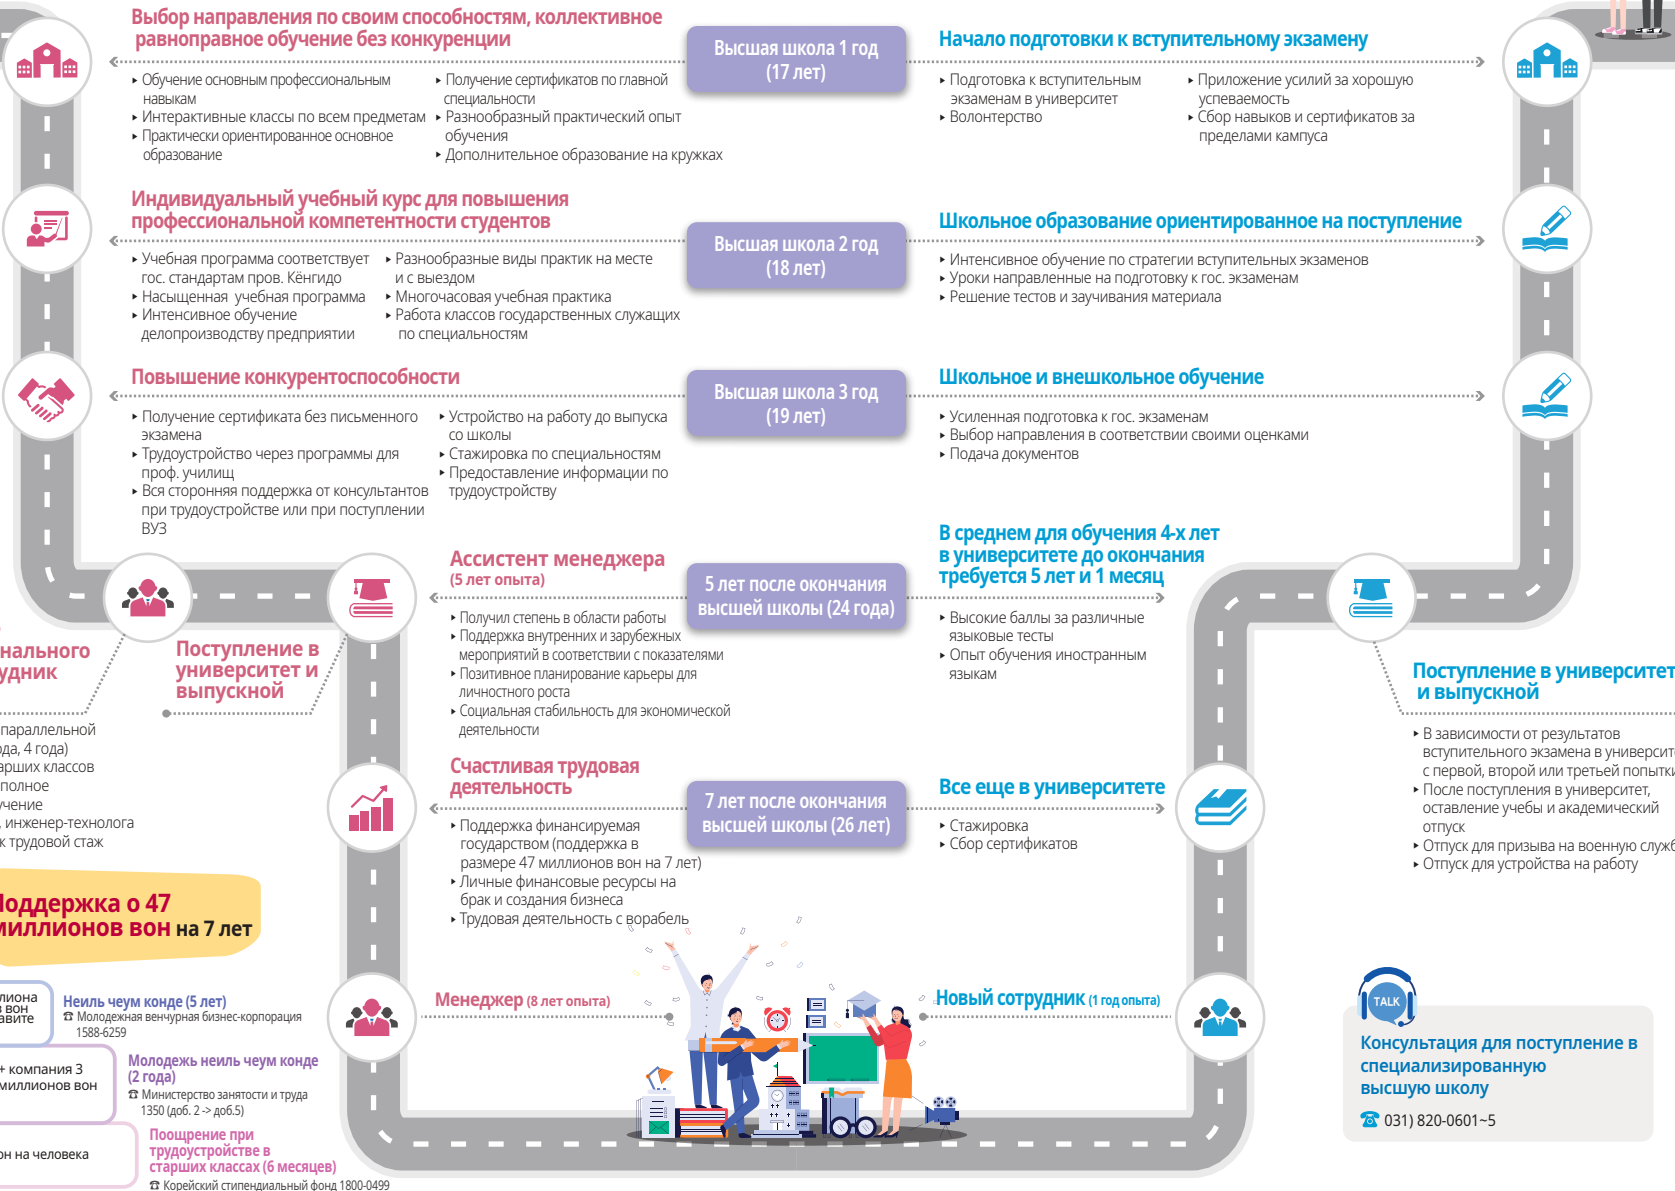 Выбор направления по своим способностям, коллективное
равноправное обучение без конкуренции
Обучение основным профессиональным
навыкам
Интерактивные классы по всем предметам
Практически ориентированное основное
образование
Получение сертификатов по главной
специальности
Разнообразный практический опыт
обучения
Дополнительное образование на кружках
Высшая школа 1 год
(17 лет)
Начало подготовки к вступительному экзамену
Подготовка к вступительным
экзаменам в университет
Волонтерство
Приложение усилий за хорошую
успеваемость
Сбор навыков и сертификатов за
пределами кампуса
Индивидуальный учебный курс для повышения
профессиональной компетентности студентов
Учебная программа соответствует
гос. стандартам пров. Кёнгидо
Насыщенная учебная программа
Интенсивное обучение
делопроизводству предприятии
Разнообразные виды практик на месте
и с выездом
Многочасовая учебная практика
Работа классов государственных служащих
по специальностям
Высшая школа 2 год
(18 лет)
Школьное образование ориентированное на поступление
Интенсивное обучение по стратегии вступительных экзаменов
Уроки направленные на подготовку к гос. экзаменам
Решение тестов и заучивания материала
Повышение конкурентоспособности
Получение сертификата без письменного
экзамена
Трудоустройство через программы для
проф. училищ
Вся сторонняя поддержка от консультантов
при трудоустройстве или при поступлении
ВУЗ
Устройство на работу до выпуска
со школы
Стажировка по специальностям
Предоставление информации по
трудоустройству
Высшая школа 3 год
(19 лет)
Школьное и внешкольное обучение
Усиленная подготовка к гос. экзаменам
Выбор направления в соответствии своими оценками
Подача документов
Ассистент менеджера
(5 лет опыта)
Получил степень в области работы
Поддержка внутренних и зарубежных
мероприятий в соответствии с показателями
Позитивное планирование карьеры для
личностного роста
Социальная стабильность для экономической
деятельности
5 лет после окончания
высшей школы (24 года)
В среднем для обучения 4-х лет
в университете до окончания
требуется 5 лет и 1 месяц
Высокие баллы за различные
языковые тесты
Опыт обучения иностранным
языкам
нального
удник
параллельной
ода, 4 года)
арших классов
полное
учение
, инженер-технолога
к трудовой стаж
Поступление в
университет и
выпускной
Счастливая трудовая
деятельность
Поддержка финансируемая
государством (поддержка в
размере 47 миллионов вон на 7 лет)
Личные финансовые ресурсы на
брак и создания бизнеса
Трудовая деятельность с ворабель
7 лет после окончания
высшей школы (26 лет)
Все еще в университете
Стажировка
Сбор сертификатов
Поступление в университет
и выпускной
В зависимости от результатов
вступительного экзамена в университе
с первой, второй или третьей попытки
После поступления в университет,
оставление учебы и академический
отпуск
Отпуск для призыва на военную служб
Отпуск для устройства на работу
Поддержка о 47
миллионов вон на 7 лет
лиона
в вон
авите
Неиль чеум конде (5 лет)
☎ Молодежная венчурная бизнес-корпорация
1588-6259
+ компания 3
миллионов вон
Молодежь неиль чеум конде
(2 года)
☎ Министерство занятости и труда
1350 (доб. 2 -> доб.5)
он на человека
Поощрение при
трудоустройстве в
старших классах (6 месяцев)
☎ Корейский стипендиальный фонд 1800-0499
Менеджер (8 лет опыта)
Новый сотрудник (1 год опыта)
TALK
Консультация для поступление в
специализированную
высшую школу
☎ 031) 820-0601~5